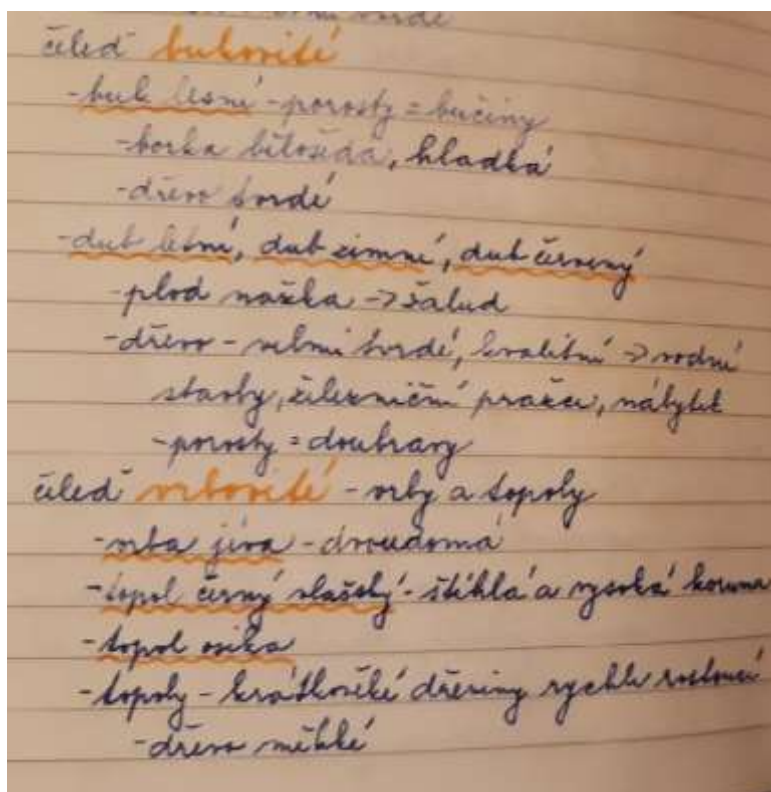 tvrdé
čeleď bukovité
-buk lesní - porosty = bučiny
-borka bělošedá, hladká
-dřevo tvrdé
-dub letní, dub zimní, dub červený
-plod nažka -> žalud
-dřevo - velmi tvrdé, kvalitní -> vodní
stavby, železniční pražce, nábytek
-porosty = doubravy
čeleď vrbovité - vrby a topoly
-vrba jíva - dvoudomá
-topol černý vlašský - štíhlá a vysoká koruna
-topol osika
-topoly - krátkověké dřeviny rychle rostoucí
-dřevo měkké